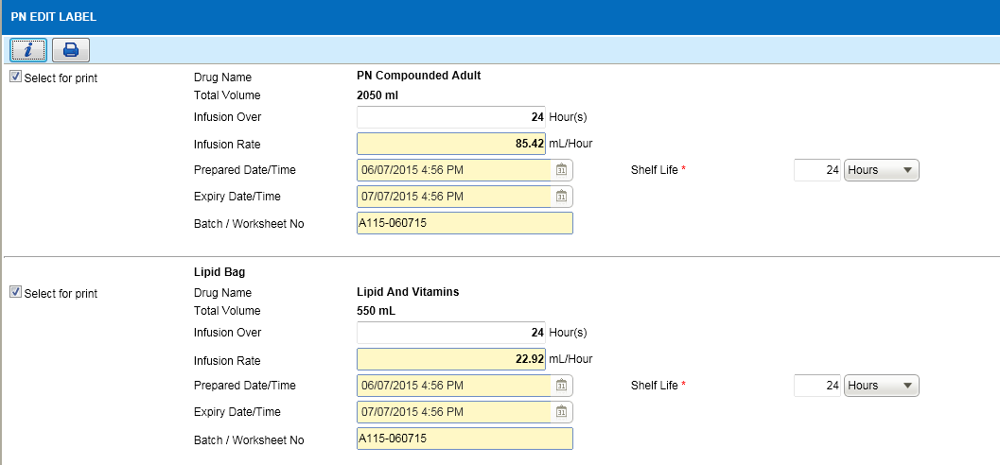 PN EDIT LABEL
i
Select for print Drug Name PN Compounded Adult
Total Volume 2050 ml
Infusion Over 24 Hour(s)
Infusion Rate 85.42 mL/Hour
Prepared Date/Time 06/07/2015 4:56 PM 31 Shelf Life * 24 Hours
Expiry Date/Time 07/07/2015 4:56 PM 31
Batch / Worksheet No A115-060715
Lipid Bag
Select for print Drug Name Lipid And Vitamins
Total Volume 550 mL
Infusion Over 24 Hour(s)
Infusion Rate 22.92 mL/Hour
Prepared Date/Time 06/07/2015 4:56 PM 31 Shelf Life * 24 Hours
Expiry Date/Time 07/07/2015 4:56 PM 31
Batch / Worksheet No A115-060715